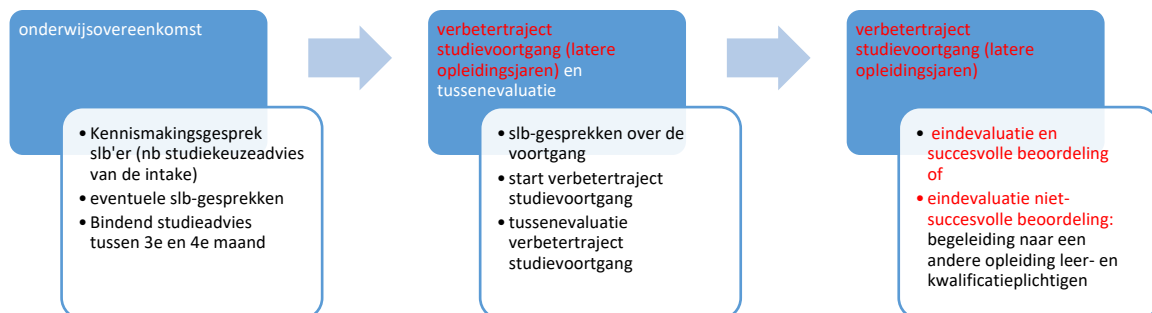 onderwijsovereenkomst
• Kennismakingsgesprek
slb'er (nb studiekeuzeadvies
van de intake)
• eventuele slb-gesprekken
• Bindend studieadvies
tussen 3e en 4e maand
verbetertraject
studievoortgang (latere
opleidingsjaren) en
tussenevaluatie
• slb-gesprekken over de
voortgang
• start verbetertraject
studievoortgang
• tussenevaluatie
verbetertraject
studievoortgang
verbetertraject
studievoortgang (latere
opleidingsjaren)
• eindevaluatie en
succesvolle beoordeling
of
• eindevaluatie niet-
succesvolle beoordeling:
begeleiding naar een
andere opleiding leer- en
kwalificatieplichtigen